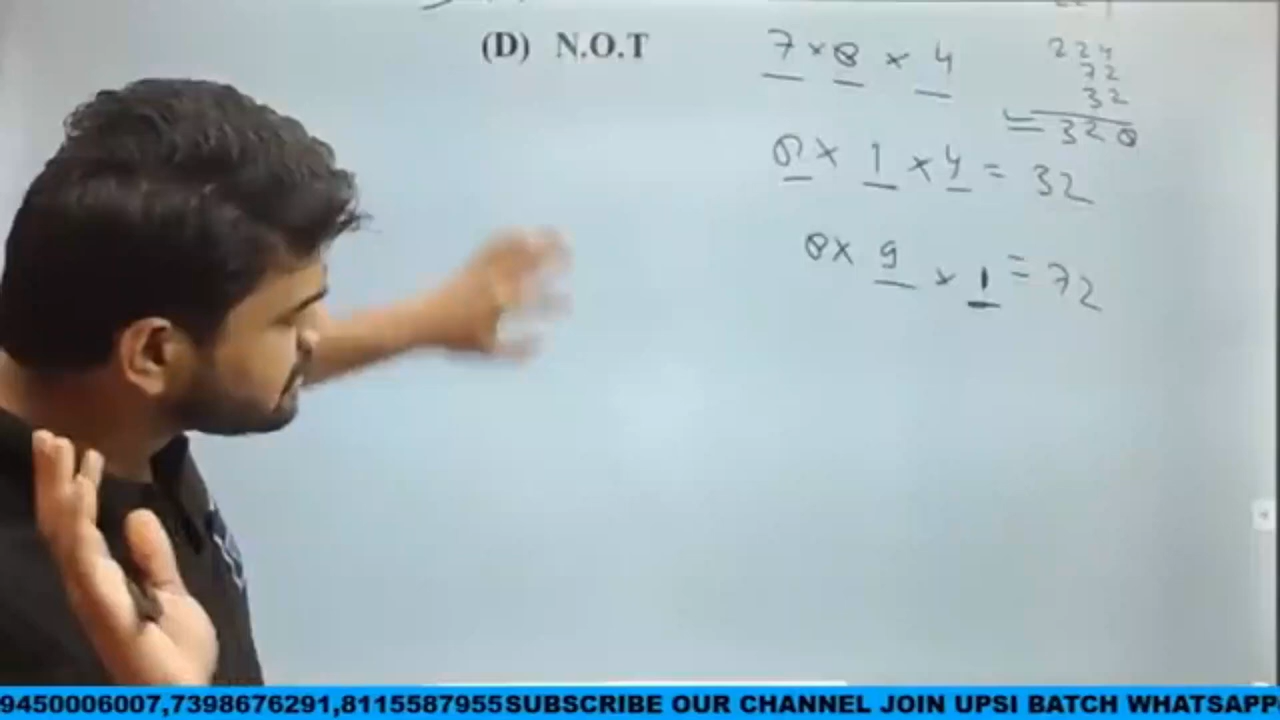 (D) N.O.T
7 × 8 × 4
224
72
32
= 328
8 × 1 × 4 = 32
8 × 9 × 1 = 72
9450006007,7398676291,8115587955SUBSCRIBE OUR CHANNEL JOIN UPSI BATCH WHATSAPP